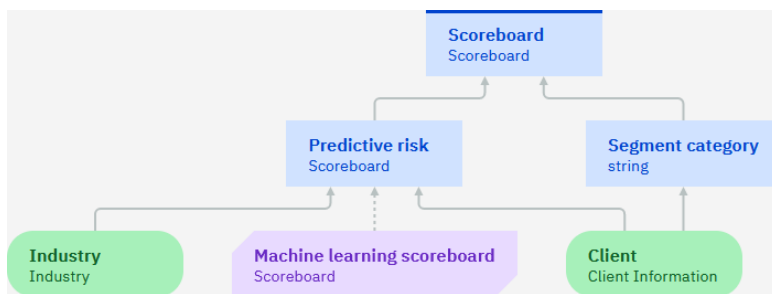 Scoreboard
Scoreboard
Predictive risk
Scoreboard
Segment category
string
Industry
Industry
Machine learning scoreboard
Scoreboard
Client
Client Information